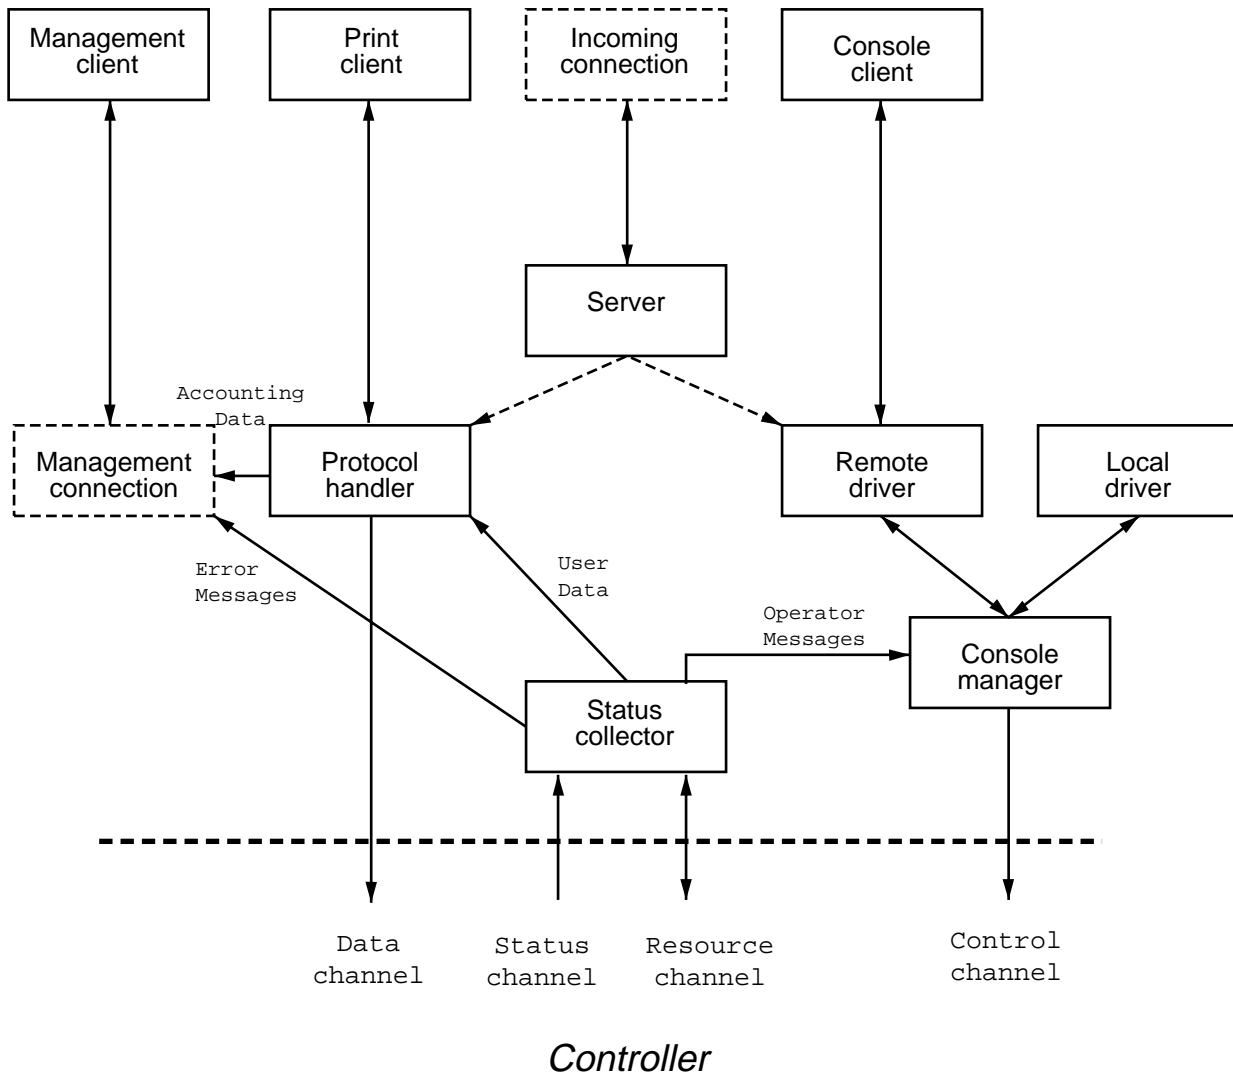 Management
client
Print
client
Incoming
connection
Console
client
Server
Accounting
Data
Management
connection
Protocol
handler
Remote
driver
Local
driver
Error
Messages
User
Data
Operator
Messages
Status
collector
Console
manager
Data
channel
Status
channel
Resource
channel
Control
channel
Controller